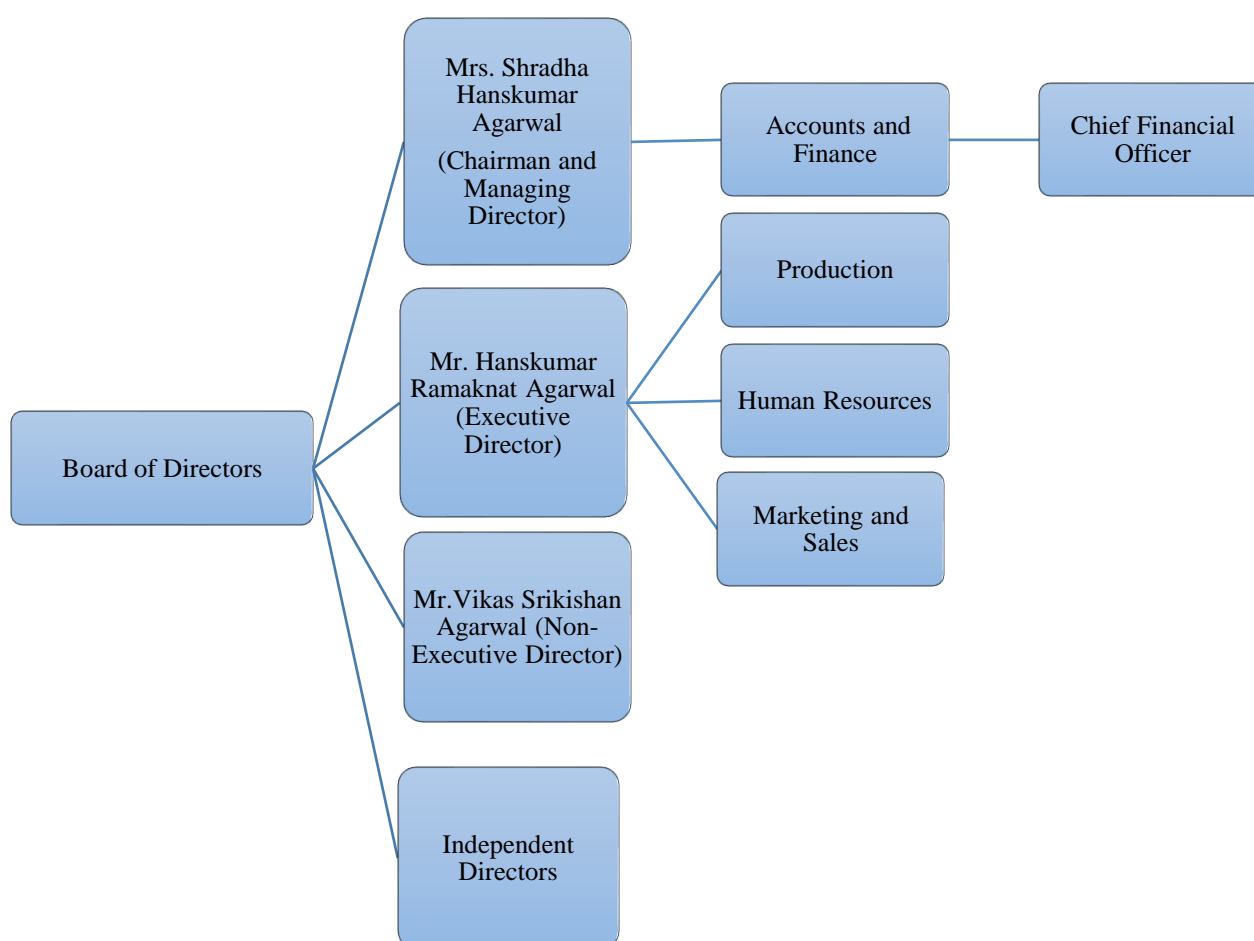 Board of Directors
Mrs. Shradha
Hanskumar
Agarwal
(Chairman and
Managing
Director)
Accounts and
Finance
Chief Financial
Officer
Mr. Hanskumar
Ramaknat Agarwal
(Executive
Director)
Production
Human Resources
Marketing and
Sales
Mr.Vikas Srikishan
Agarwal (Non-
Executive Director)
Independent
Directors